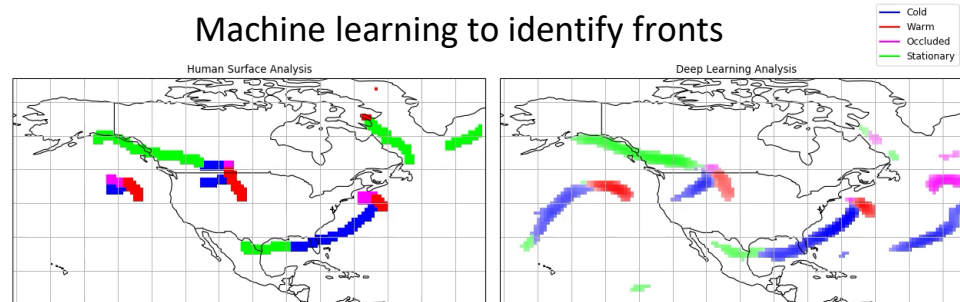 Machine learning to identify fronts
Cold
Warm
Occluded
Stationary
Human Surface Analysis
Deep Learning Analysis